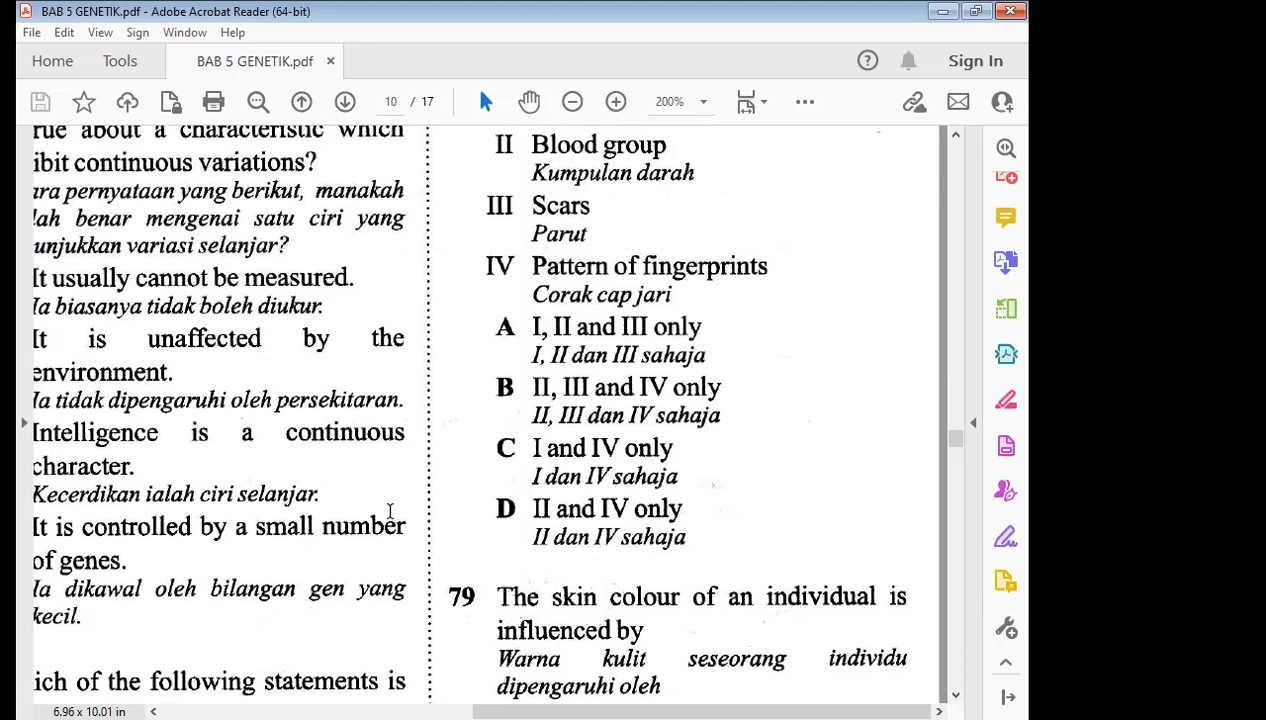 BAB 5 GENETIK.pdf - Adobe Acrobat Reader (64-bit)
File Edit View Sign Window Help
Home Tools BAB 5 GENETIK.pdf × Sign In
10 / 17 200%
rue about a characteristic which
ibit continuous variations?
ara pernyataan yang berikut, manakah
lah benar mengenai satu ciri yang
unjukkan variasi selanjar?
It usually cannot be measured.
Ia biasanya tidak boleh diukur.
It is unaffected by the
environment.
Ia tidak dipengaruhi oleh persekitaran.
Intelligence is a continuous
character.
Kecerdikan ialah ciri selanjar.
It is controlled by a small number
of genes.
Ia dikawal oleh bilangan gen yang
kecil.
ich of the following statements is
II Blood group
Kumpulan darah
III Scars
Parut
IV Pattern of fingerprints
Corak cap jari
A I, II and III only
I, II dan III sahaja
B II, III and IV only
II, III dan IV sahaja
C I and IV only
I dan IV sahaja
D II and IV only
II dan IV sahaja
79 The skin colour of an individual is
influenced by
Warna kulit seseorang individu
dipengaruhi oleh
6.96 x 10.01 in